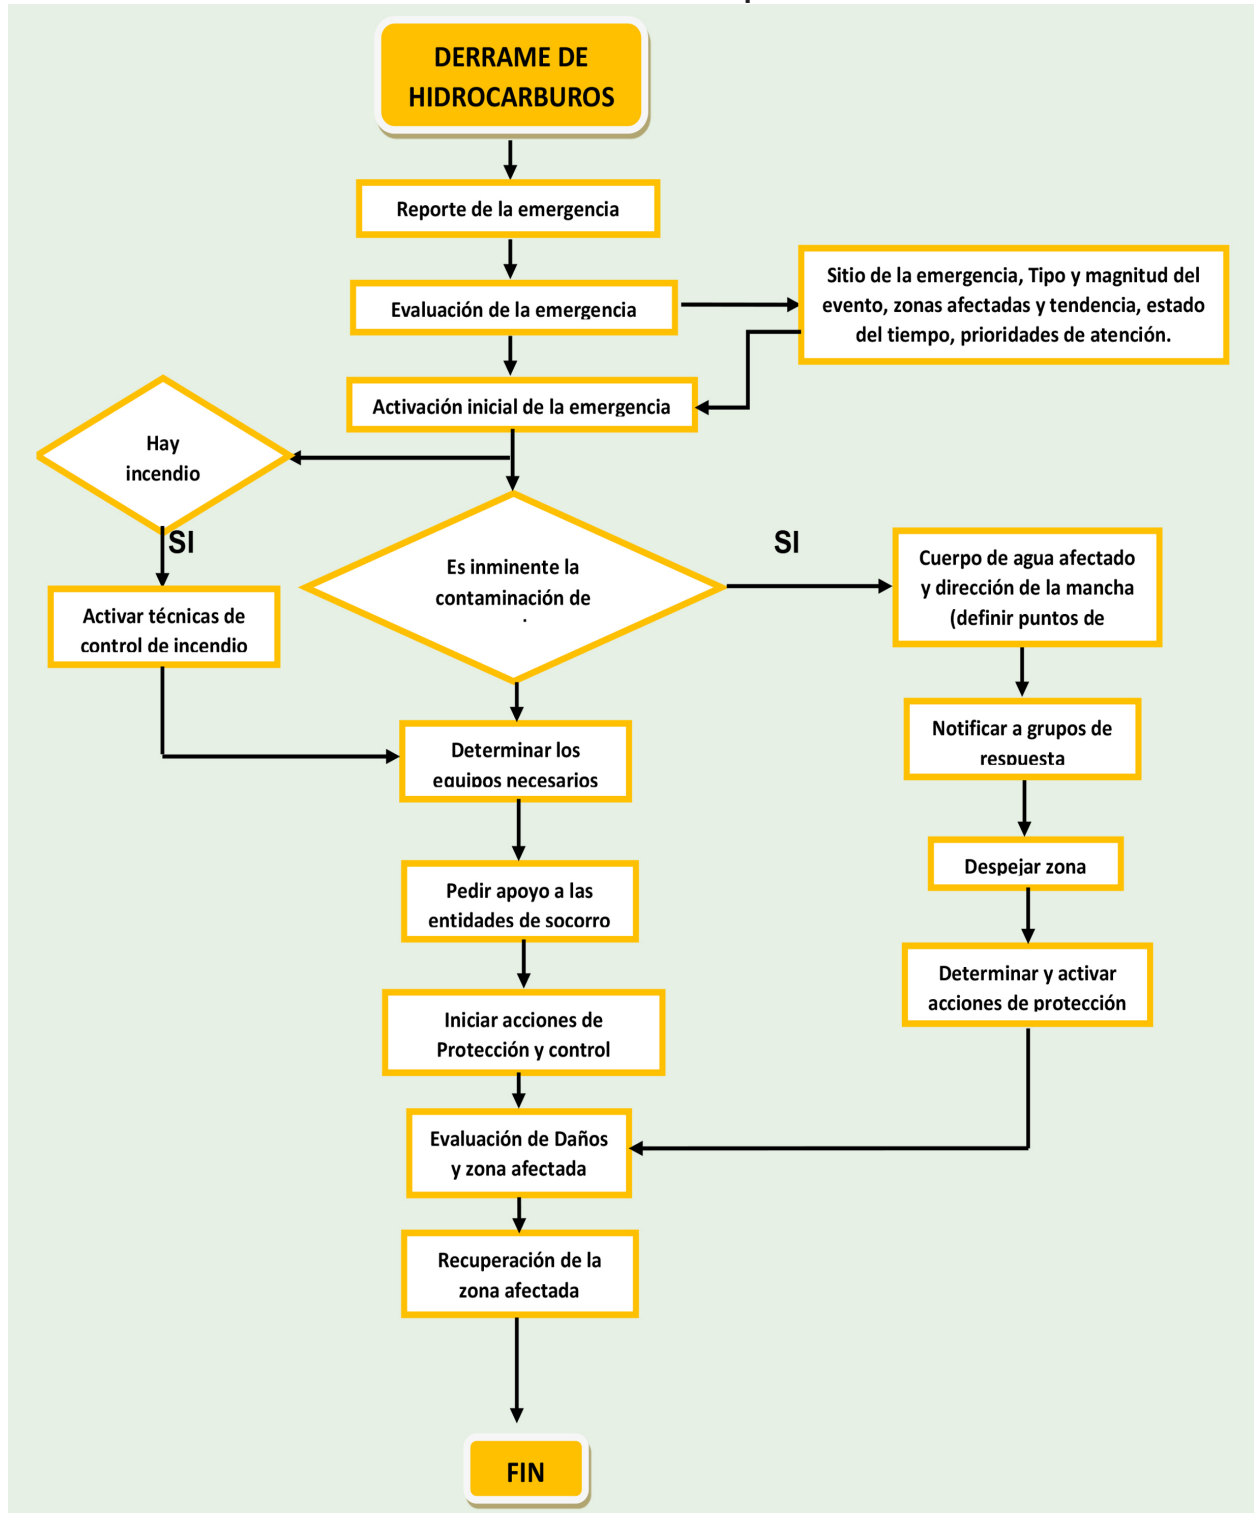 DERRAME DE
HIDROCARBUROS
Reporte de la emergencia
Evaluación de la emergencia
Sitio de la emergencia, Tipo y magnitud del
evento, zonas afectadas y tendencia, estado
del tiempo, prioridades de atención.
Activación inicial de la emergencia
Hay
incendio
SI
Activar técnicas de
control de incendio
Es inminente la
contaminación de
SI
Cuerpo de agua afectado
y dirección de la mancha
(definir puntos de
Notificar a grupos de
respuesta
Despejar zona
Determinar y activar
acciones de protección
Determinar los
equipos necesarios
Pedir apoyo a las
entidades de socorro
Iniciar acciones de
Protección y control
Evaluación de Daños
y zona afectada
Recuperación de la
zona afectada
FIN